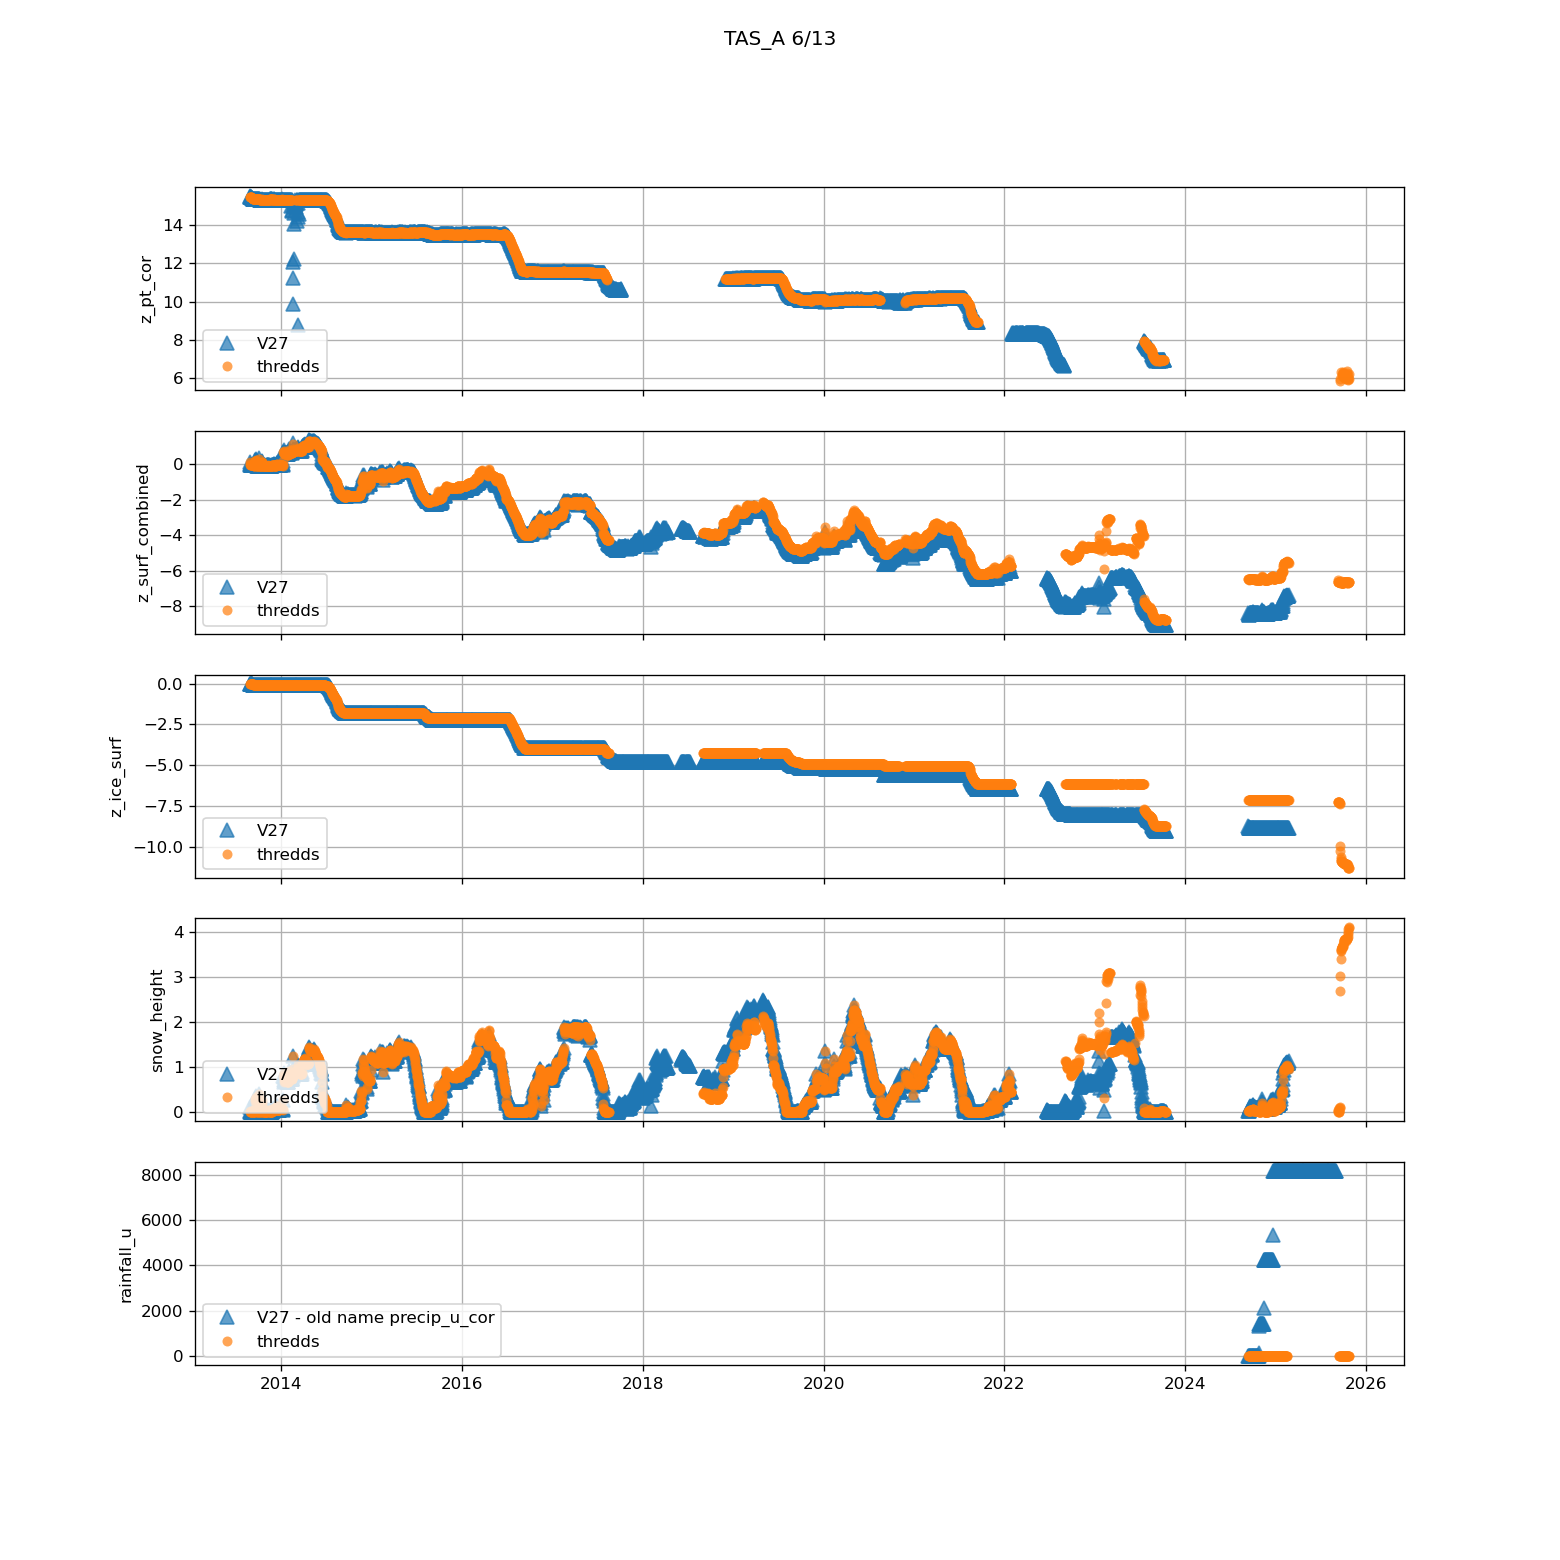 TAS_A 6/13
z_pt_cor
14
12
10
8
6
V27
thredds
z_surf_combined
0
−2
−4
−6
−8
V27
thredds
z_ice_surf
0.0
−2.5
−5.0
−7.5
−10.0
V27
thredds
snow_height
4
3
2
1
0
V27
thredds
rainfall_u
8000
6000
4000
2000
0
V27 - old name precip_u_cor
thredds
2014 2016 2018 2020 2022 2024 2026